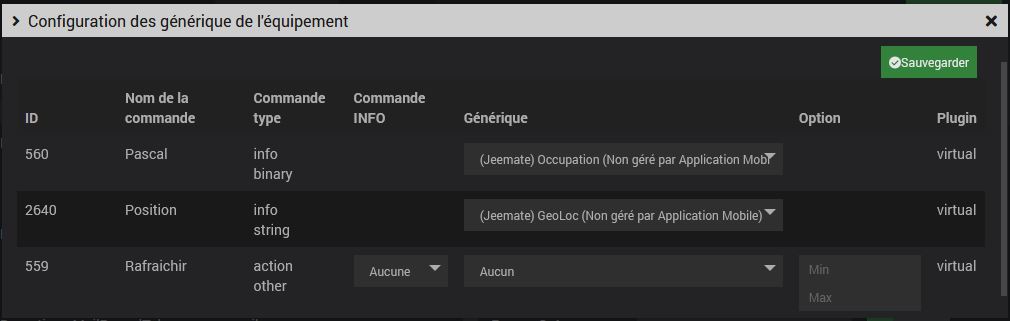 Configuration des générique de l'équipement
Sauvegarder
ID Nom de la commande Commande type Commande INFO Générique Option Plugin
560 Pascal info binary (Jeemate) Occupation (Non géré par Application Mobi virtual
2640 Position info string (Jeemate) GeoLoc (Non géré par Application Mobile) virtual
559 Rafraichir action other Aucune Aucun Min Max virtual